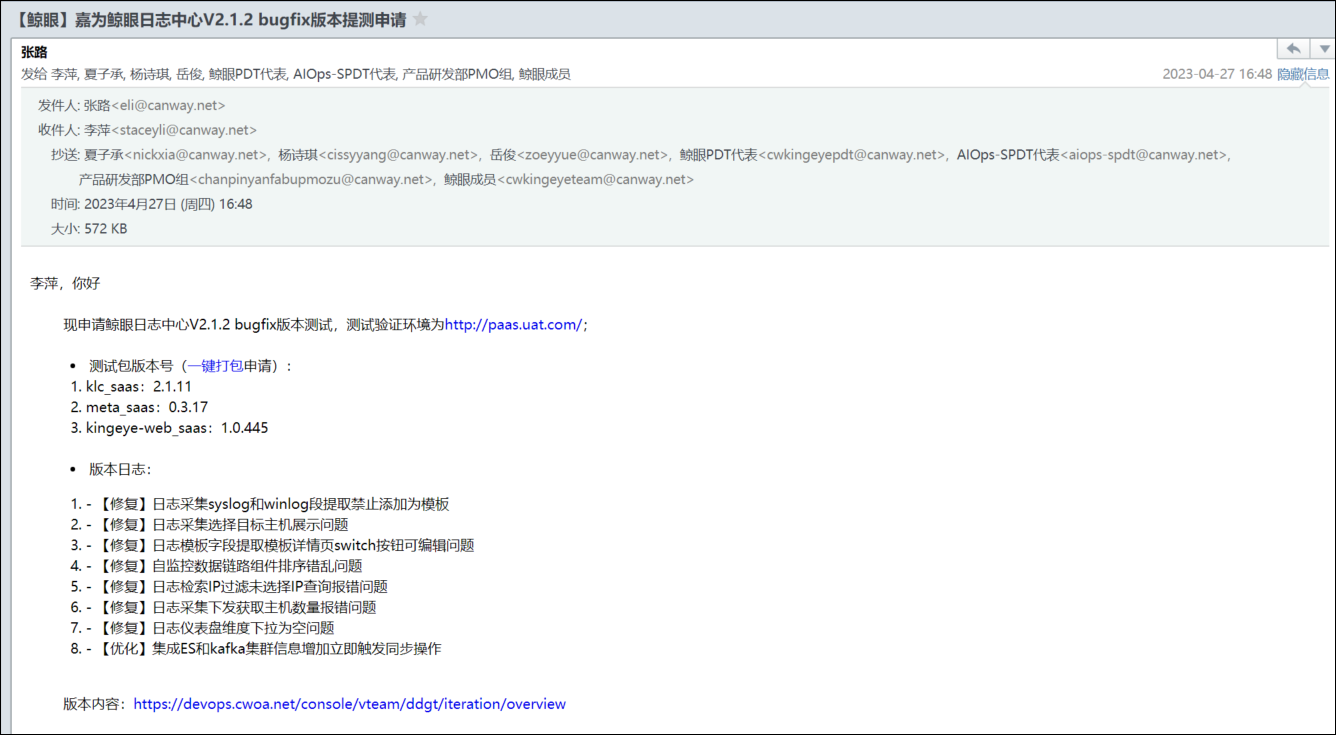 【鲸眼】嘉为鲸眼日志中心V2.1.2 bugfix版本提测申请
张路
发给 李萍, 夏子承, 杨诗琪, 岳俊, 鲸眼PDT代表, AIOps-SPDT代表, 产品研发部PMO组, 鲸眼成员
2023-04-27 16:48 隐藏信息
发件人: 张路<eli@canway.net>
收件人: 李萍<staceyli@canway.net>
抄送: 夏子承<nickxia@canway.net>，杨诗琪<cissyyang@canway.net>，岳俊<zoeyyue@canway.net>，鲸眼PDT代表<cwkingeyepdt@canway.net>，AIOps-SPDT代表<aiops-spdt@canway.net>，
产品研发部PMO组<chanpinyanfabupmozu@canway.net>，鲸眼成员<cwkingeyeteam@canway.net>
时间: 2023年4月27日 (周四) 16:48
大小: 572 KB
李萍，你好
现申请鲸眼日志中心V2.1.2 bugfix版本测试，测试验证环境为http://paas.uat.com/；
• 测试包版本号（一键打包申请）：
1. klc_saas：2.1.11
2. meta_saas：0.3.17
3. kingeye-web_saas：1.0.445
• 版本日志：
1. - 【修复】日志采集syslog和winlog段提取禁止添加为模板
2. - 【修复】日志采集选择目标主机展示问题
3. - 【修复】日志模板字段提取模板详情页switch按钮可编辑问题
4. - 【修复】自监控数据链路组件排序错乱问题
5. - 【修复】日志检索IP过滤未选择IP查询报错问题
6. - 【修复】日志采集下发获取主机数量报错问题
7. - 【修复】日志仪表盘维度下拉为空问题
8. - 【优化】集成ES和kafka集群信息增加立即触发同步操作
版本内容：https://devops.cwoa.net/console/vteam/ddgt/iteration/overview